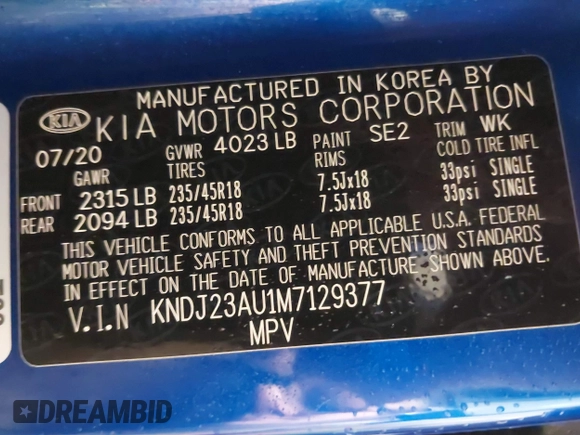 MANUFACTURED IN KOREA BY
KIA KIA MOTORS CORPORATION
07/20 GVWR 4023 LB PAINT SE2 TRIM WK
GAWR TIRES RIMS COLD TIRE INFL
FRONT 2315 LB 235/45R18 7.5Jx18 33psi SINGLE
REAR 2094 LB 235/45R18 7.5Jx18 33psi SINGLE
THIS VEHICLE CONFORMS TO ALL APPLICABLE U.S.A. FEDERAL
MOTOR VEHICLE SAFETY AND THEFT PREVENTION STANDARDS
IN EFFECT ON THE DATE OF MANUFACTURE SHOWN ABOVE.
V.I.N KNDJ23AU1M7129377
MPV
DREAMBID